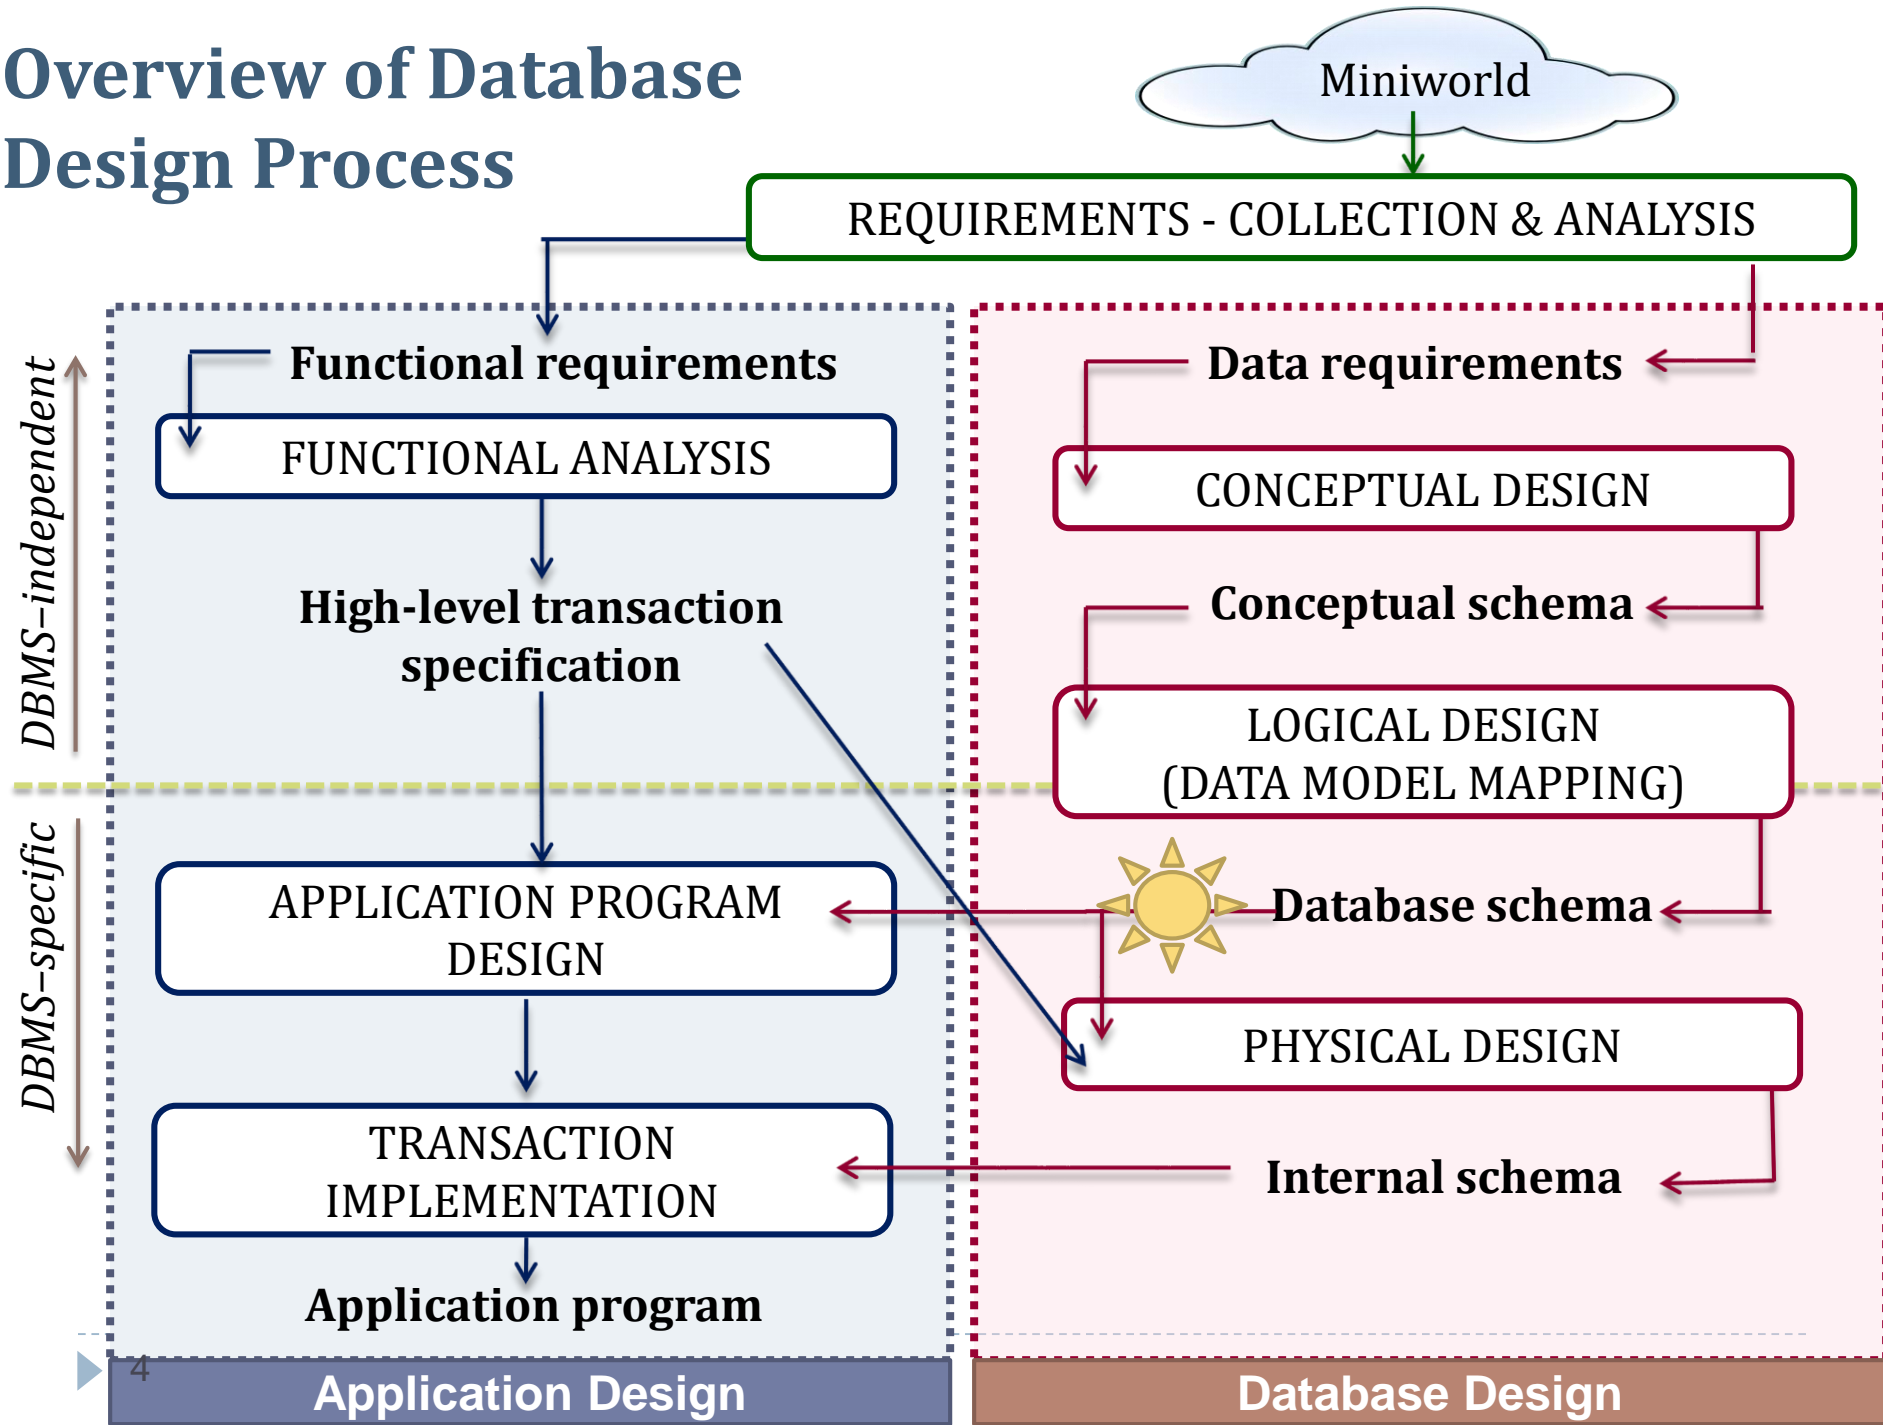 Overview of Database
Design Process
Miniworld
REQUIREMENTS - COLLECTION & ANALYSIS
DBMS–independent
DBMS–specific
Functional requirements
FUNCTIONAL ANALYSIS
High-level transaction
specification
APPLICATION PROGRAM
DESIGN
TRANSACTION
IMPLEMENTATION
Application program
Data requirements
CONCEPTUAL DESIGN
Conceptual schema
LOGICAL DESIGN
(DATA MODEL MAPPING)
Database schema
PHYSICAL DESIGN
Internal schema
4
Application Design
Database Design